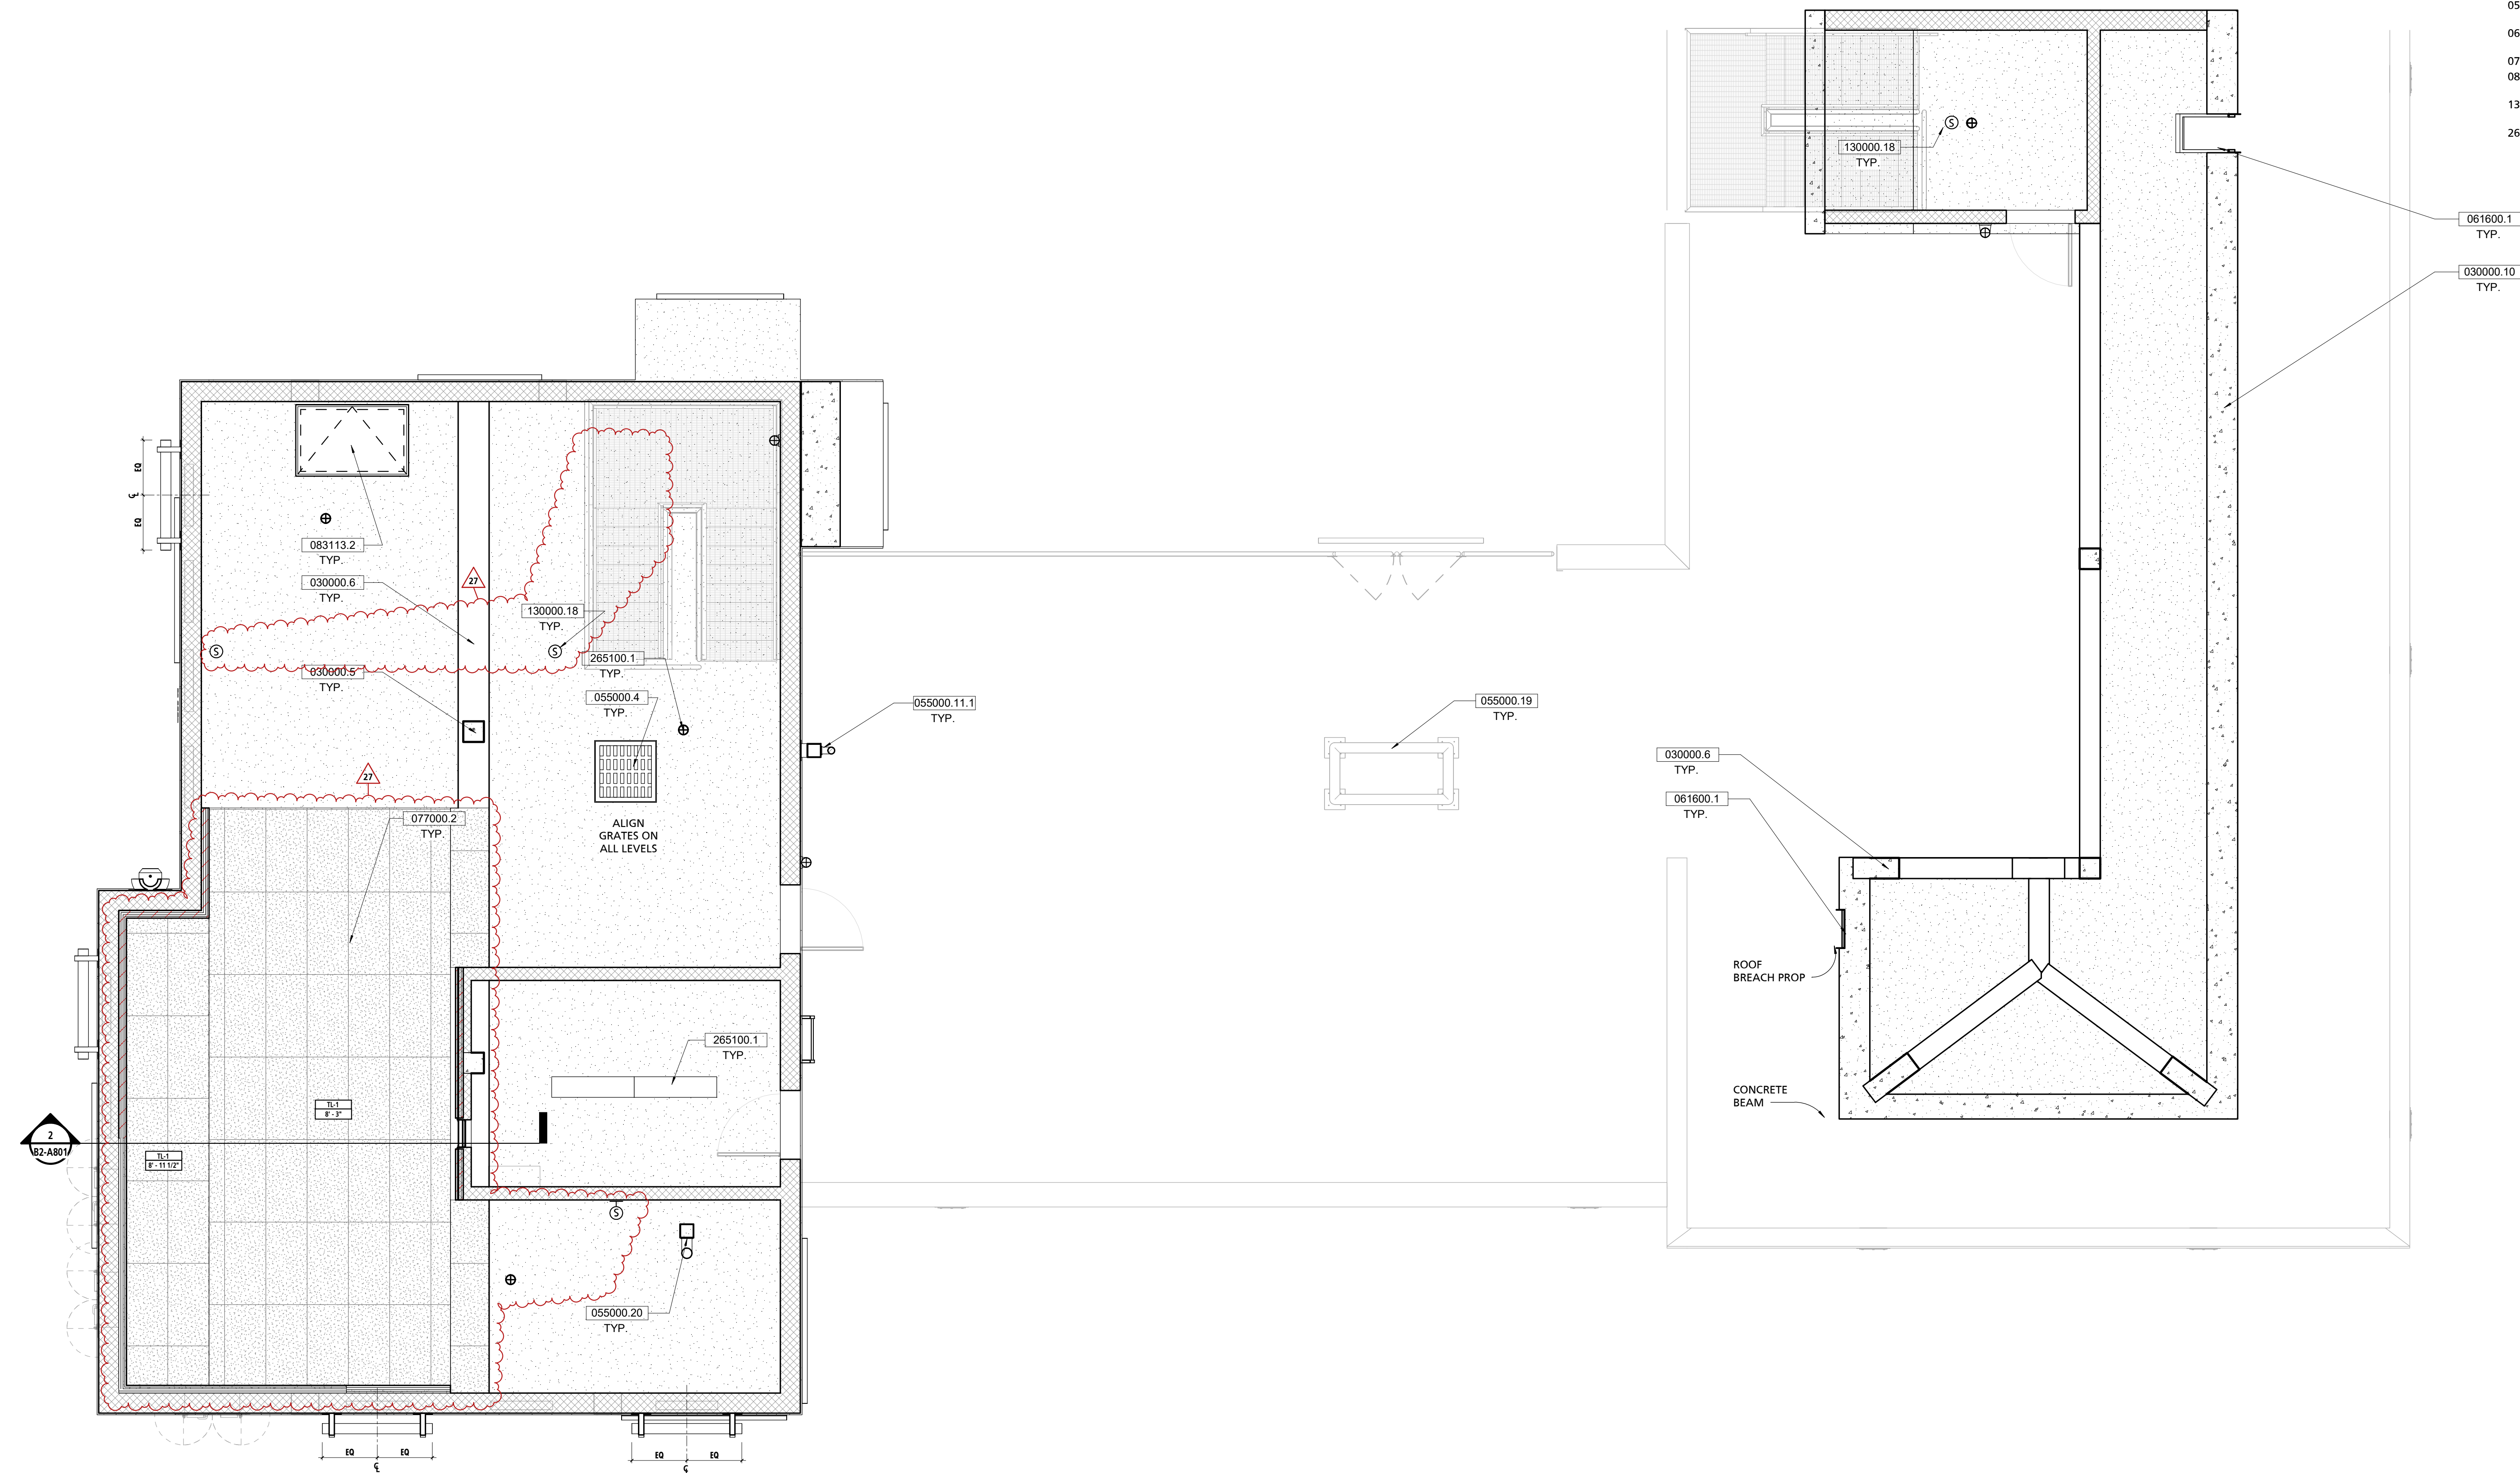 05
06
07
08
13
26
130000.18
TYP.
061600.1
TYP.
030000.10
TYP.
EQ
CL
EQ
083113.2
TYP.
030000.6
TYP.
27
130000.18
TYP.
S
S
S
265100.1
TYP.
030000.5
TYP.
055000.4
TYP.
055000.11.1
TYP.
055000.19
TYP.
27
077000.2
TYP.
ALIGN
GRATES ON
ALL LEVELS
030000.6
TYP.
061600.1
TYP.
ROOF
BREACH PROP
265100.1
TYP.
CONCRETE
BEAM
TL-1
8' - 3"
2
B2-A801
TL-1
8' - 11 1/2"
S
055000.20
TYP.
EQ
EQ
CL
EQ
EQ
CL